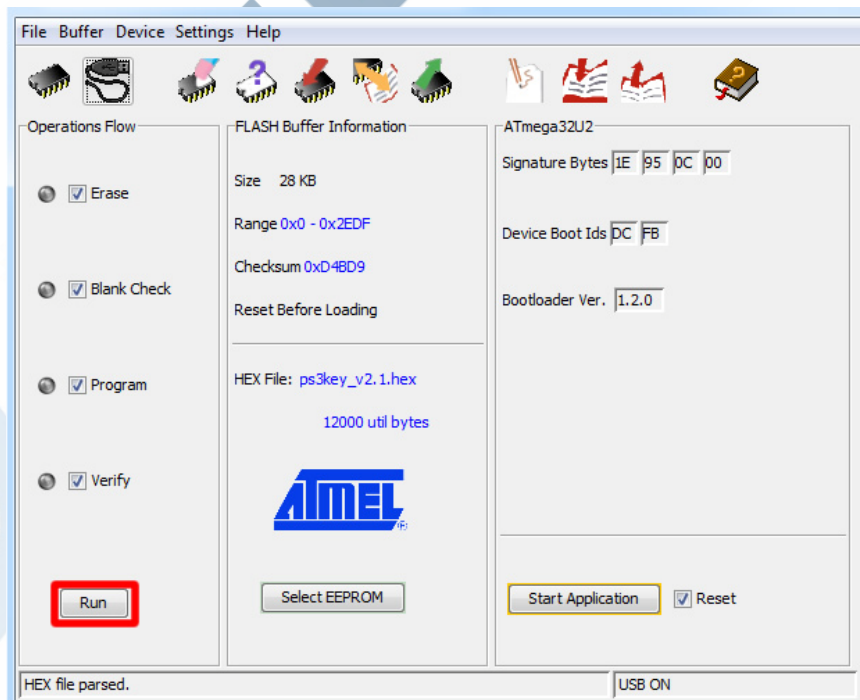 File Buffer Device Settings Help
Operations Flow
Erase
Blank Check
Program
Verify
Run
FLASH Buffer Information
Size 28 KB
Range 0x0 - 0x2EDF
Checksum 0xD4BD9
Reset Before Loading
HEX File: ps3key_v2.1.hex
12000 util bytes
ATMEL®
Select EEPROM
ATmega32U2
Signature Bytes 1E 95 0C 00
Device Boot Ids DC FB
Bootloader Ver. 1.2.0
Start Application Reset
HEX file parsed. USB ON